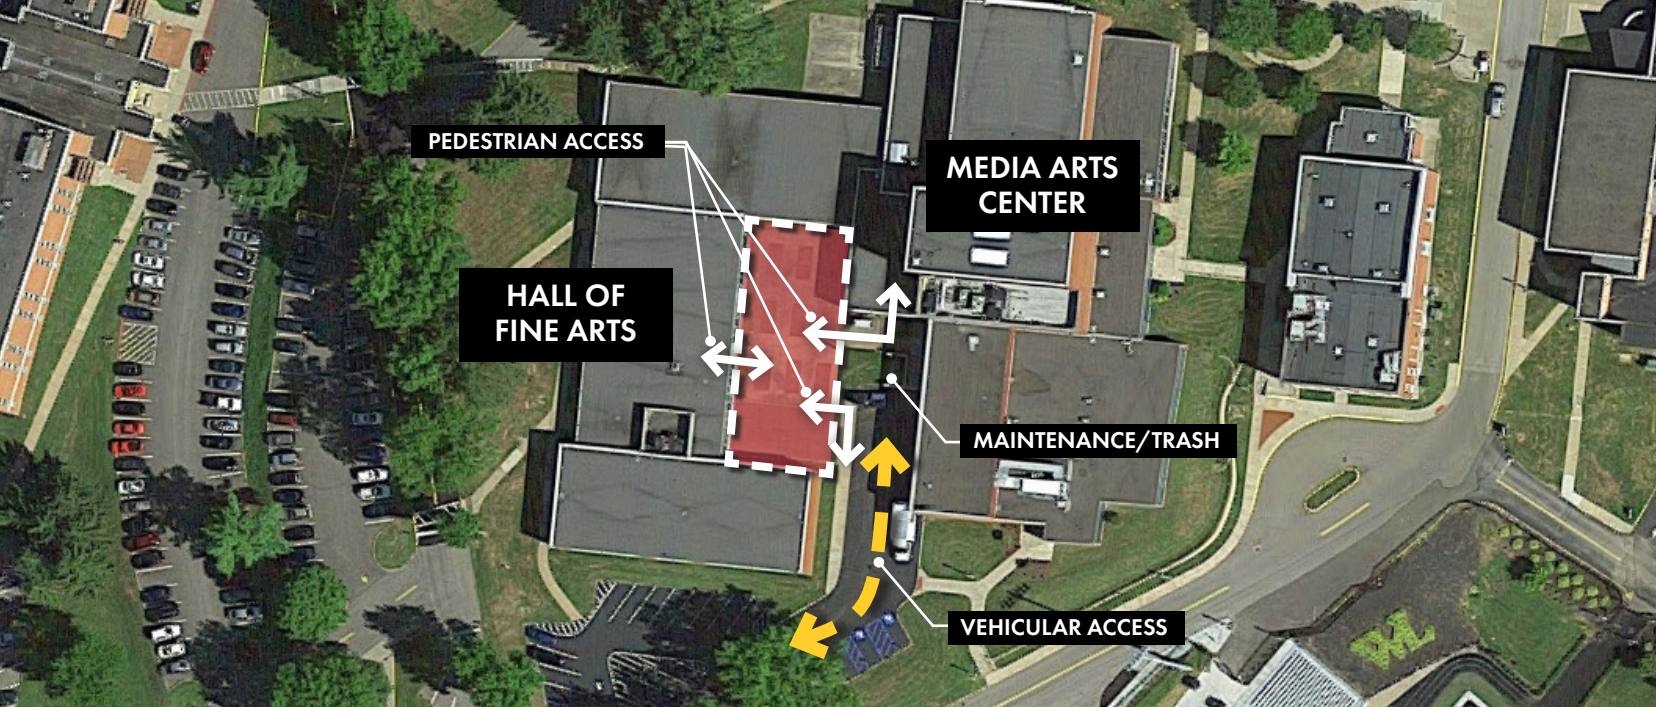 PEDESTRIAN ACCESS
MEDIA ARTS
CENTER
HALL OF
FINE ARTS
MAINTENANCE/TRASH
VEHICULAR ACCESS
W